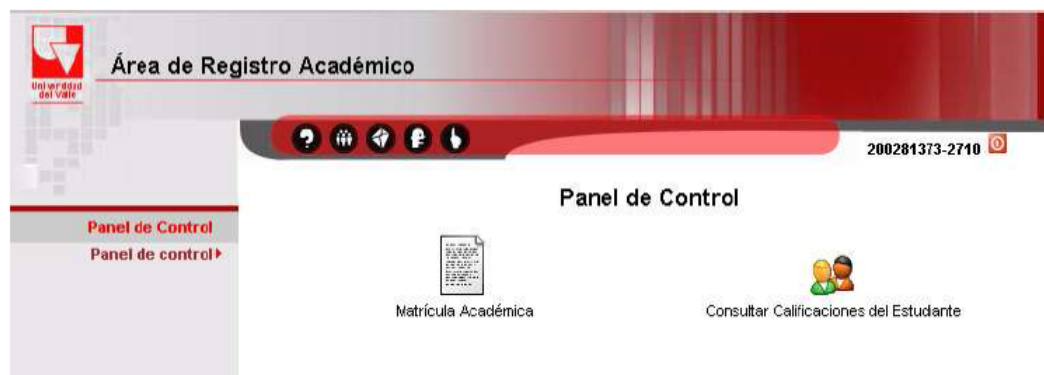 Universidad
del Valle
Área de Registro Académico
200281373-2710
Panel de Control
Panel de Control
Panel de control
Matrícula Académica
Consultar Calificaciones del Estudiante